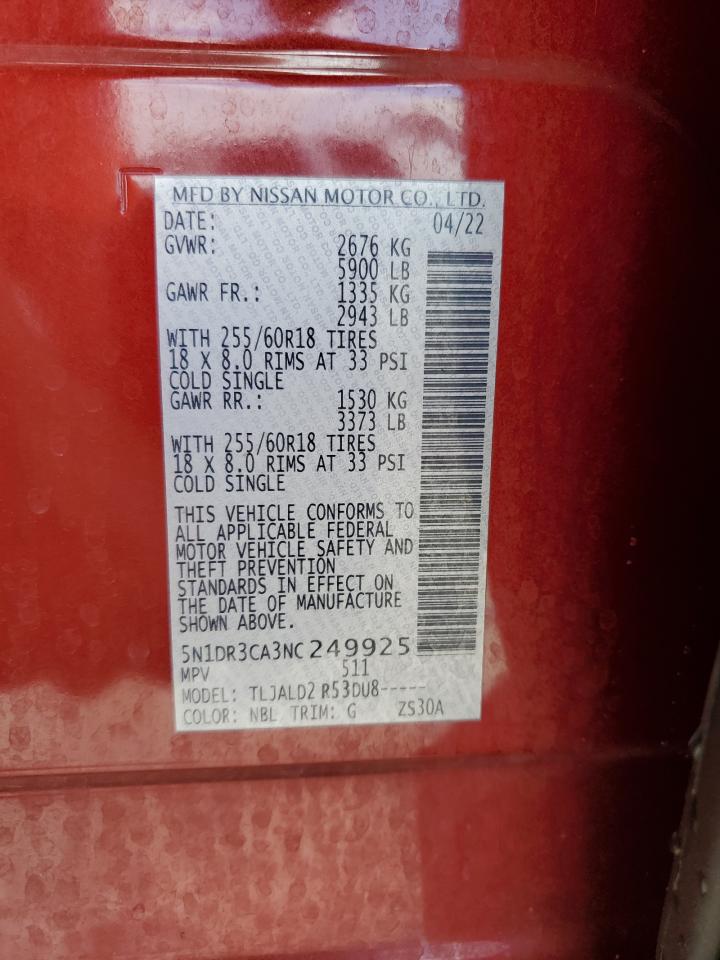 MFD BY NISSAN MOTOR CO., LTD.
DATE: 04/22
GVWR: 2676 KG
5900 LB
GAWR FR.: 1335 KG
2943 LB
WITH 255/60R18 TIRES
18 X 8.0 RIMS AT 33 PSI
COLD SINGLE
GAWR RR.: 1530 KG
3373 LB
WITH 255/60R18 TIRES
18 X 8.0 RIMS AT 33 PSI
COLD SINGLE
THIS VEHICLE CONFORMS TO
ALL APPLICABLE FEDERAL
MOTOR VEHICLE SAFETY AND
THEFT PREVENTION
STANDARDS IN EFFECT ON
THE DATE OF MANUFACTURE
SHOWN ABOVE.
5N1DR3CA3NC249925
MPV 511
MODEL: TLJALD2 R53DU8-----
COLOR: NBL TRIM: G ZS30A